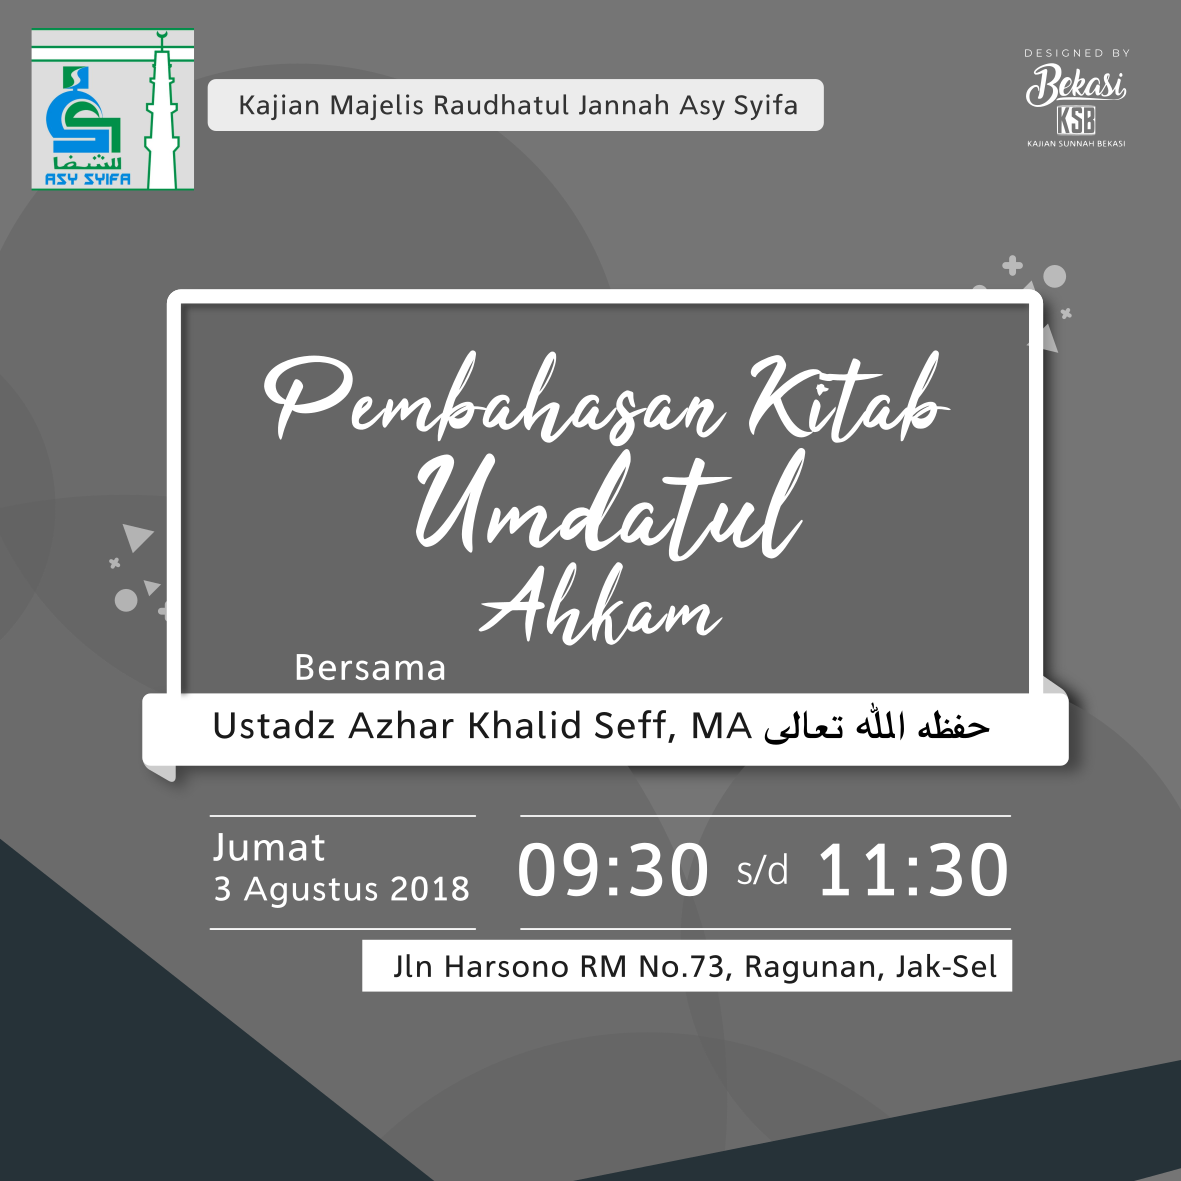 للشفا
ASY SYIFA
Kajian Majelis Raudhatul Jannah Asy Syifa
DESIGNED BY
Bekasi
KSB
KAJIAN SUNNAH BEKASI
Pembahasan Kitab
Umdatul
Ahkam
Bersama
Ustadz Azhar Khalid Seff, MA حفظه الله تعالى
Jumat
3 Agustus 2018
09:30 s/d 11:30
Jln Harsono RM No.73, Ragunan, Jak-Sel